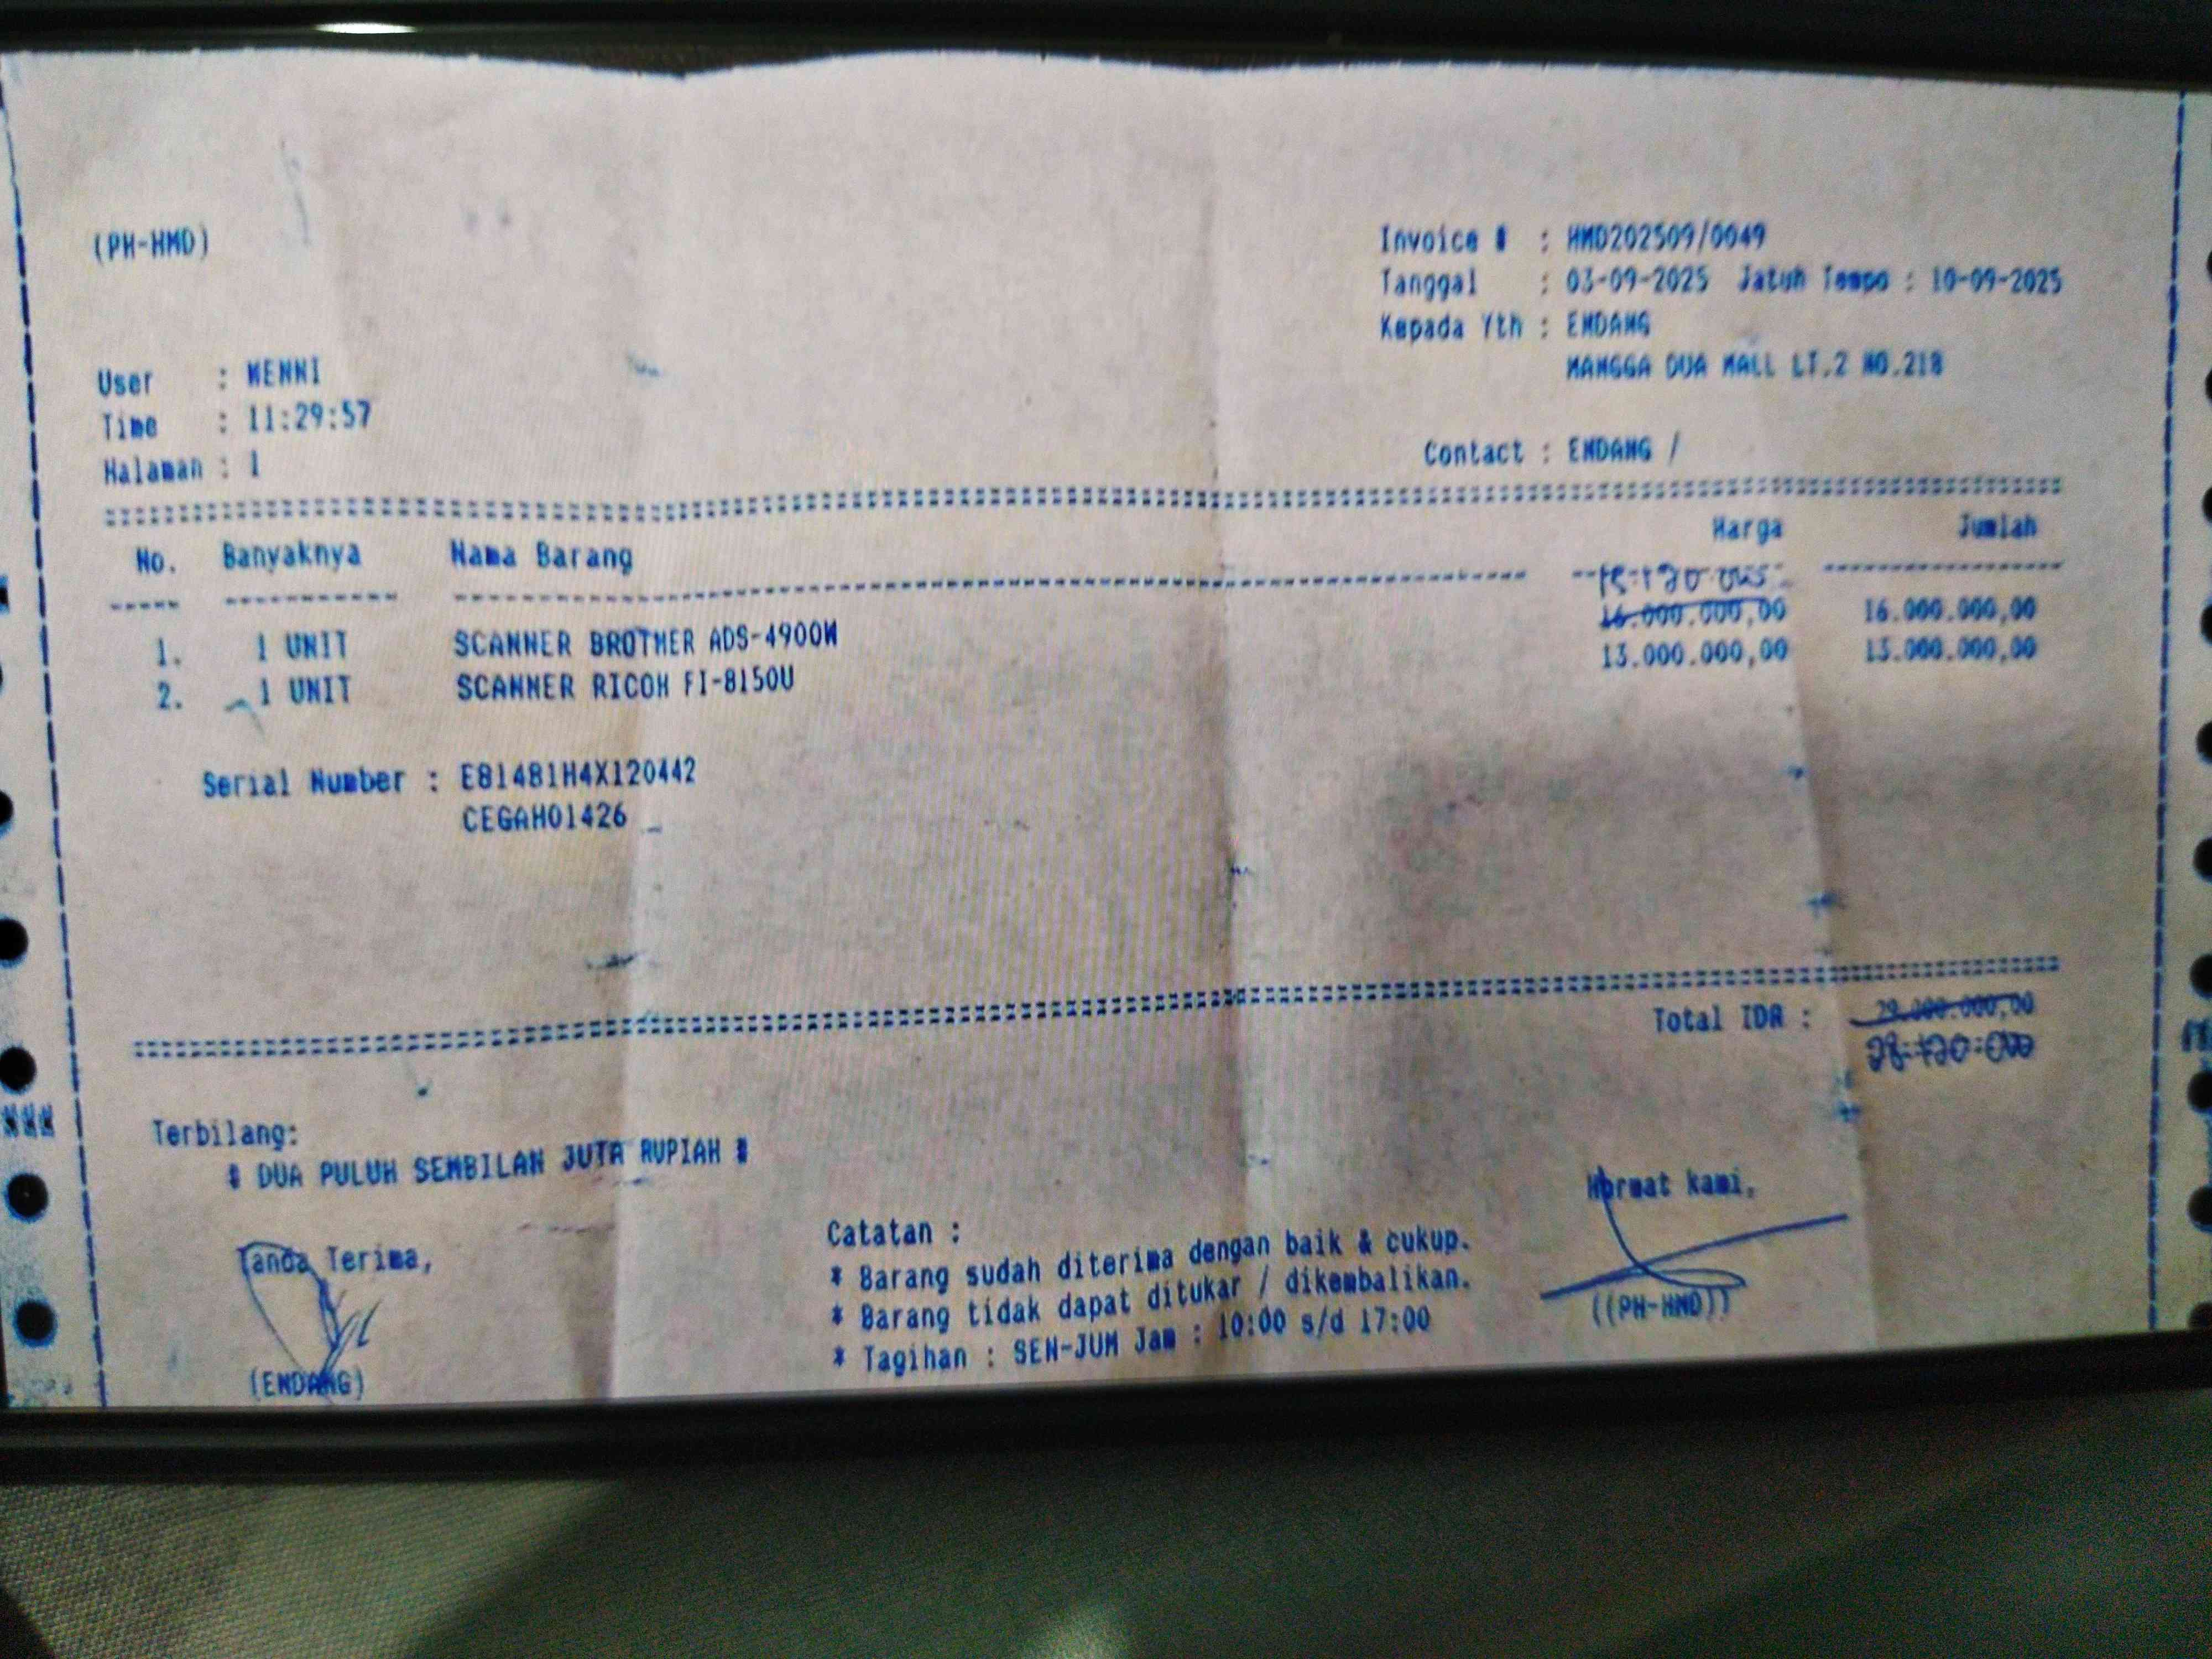 (PH-HMD)
Invoice # : HMD202509/0049
Tanggal : 03-09-2025 Jatuh Tempo : 10-09-2025
Kepada Yth : ENDANG
MANGGA DUA MALL LT.2 NO.21B
User : WENNI
Time : 11:29:57
Halaman : 1
Contact : ENDANG /
No. Banyaknya Nama Barang Harga Jumlah
1. 1 UNIT SCANNER BROTHER ADS-4900W 16.000.000,00 16.000.000,00
2. 1 UNIT SCANNER RICOH FI-8150U 13.000.000,00 13.000.000,00
Serial Number : E81481H4X120442
CEGAH01426
Total IDR : 29.000.000,00
28.720.000
Terbilang:
# DUA PULUH SEMBILAN JUTA RUPIAH #
Tanda Terima,
(ENDANG)
Catatan :
* Barang sudah diterima dengan baik & cukup.
* Barang tidak dapat ditukar / dikembalikan.
* Tagihan : SEN-JUM Jam : 10:00 s/d 17:00
Hormat kami,
((PH-HMD))